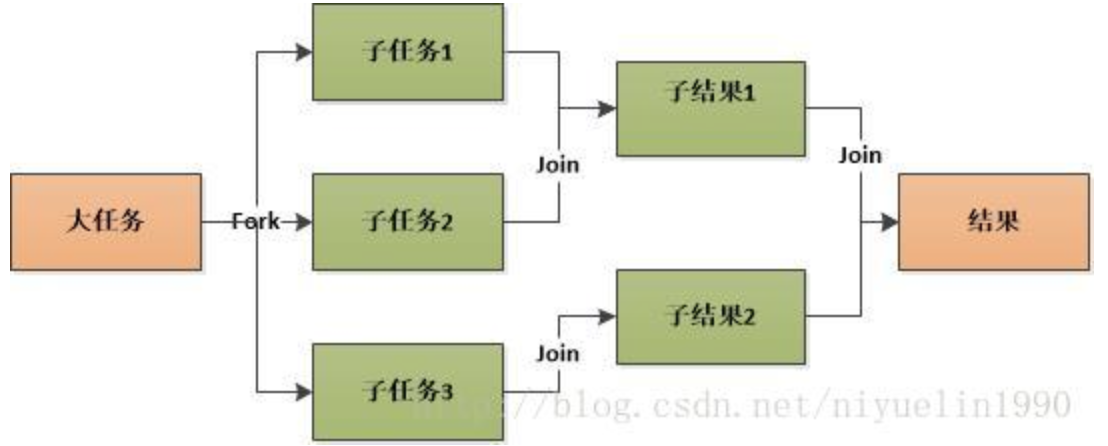 子任务1
子结果1
Join
Join
大任务
Fork
子任务2
结果
子结果2
Join
子任务3
http://blog.csdn.net/niyuelin1990